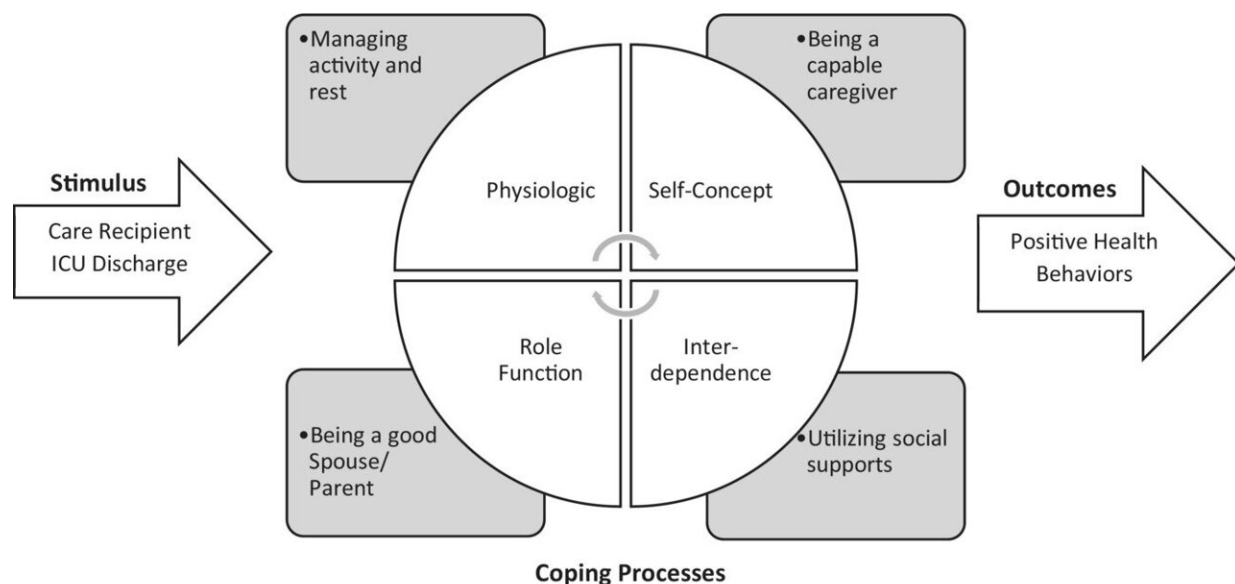 •Managing
activity and
rest
•Being a
capable
caregiver
Stimulus
Care Recipient
ICU Discharge
Physiologic
Self-Concept
Outcomes
Positive Health
Behaviors
Role
Function
Inter-
dependence
•Being a good
Spouse/
Parent
•Utilizing social
supports
Coping Processes